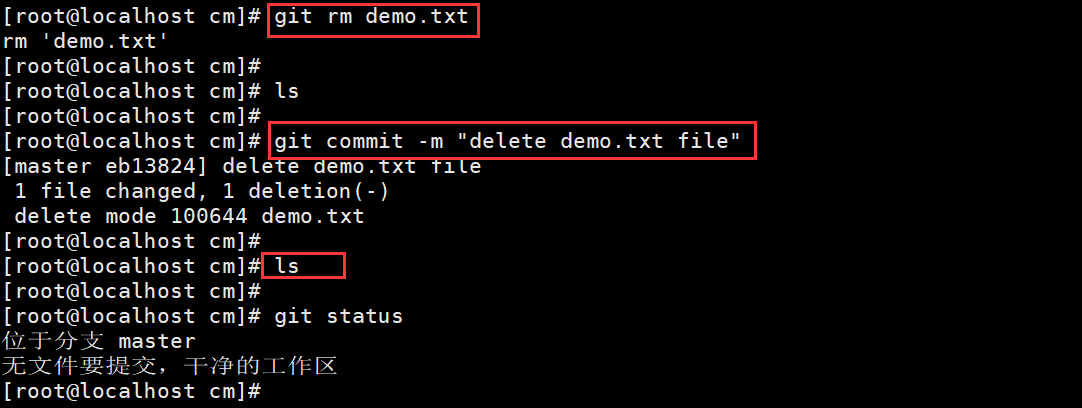 [root@localhost cm]# git rm demo.txt
rm 'demo.txt'
[root@localhost cm]#
[root@localhost cm]# ls
[root@localhost cm]#
[root@localhost cm]# git commit -m "delete demo.txt file"
[master eb13824] delete demo.txt file
 1 file changed, 1 deletion(-)
 delete mode 100644 demo.txt
[root@localhost cm]#
[root@localhost cm]# ls
[root@localhost cm]#
[root@localhost cm]# git status
位于分支 master
无文件要提交，干净的工作区
[root@localhost cm]#